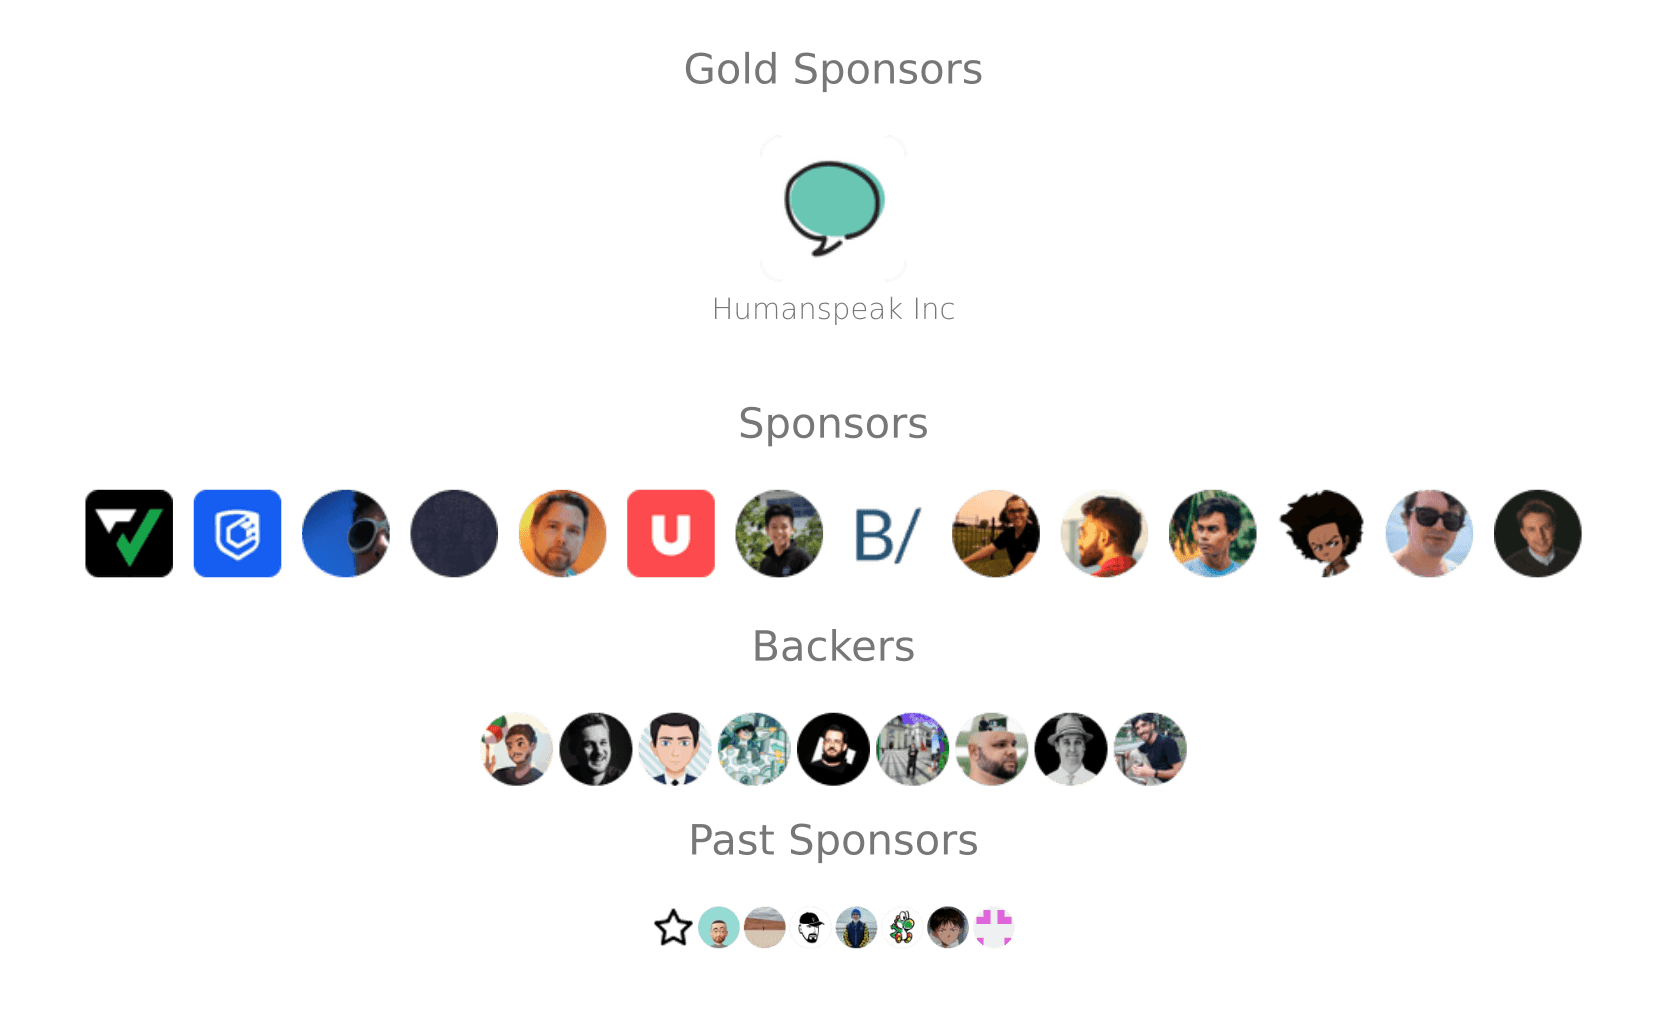 Gold Sponsors
Humanspeak Inc
Sponsors
U
B/
Backers
Past Sponsors